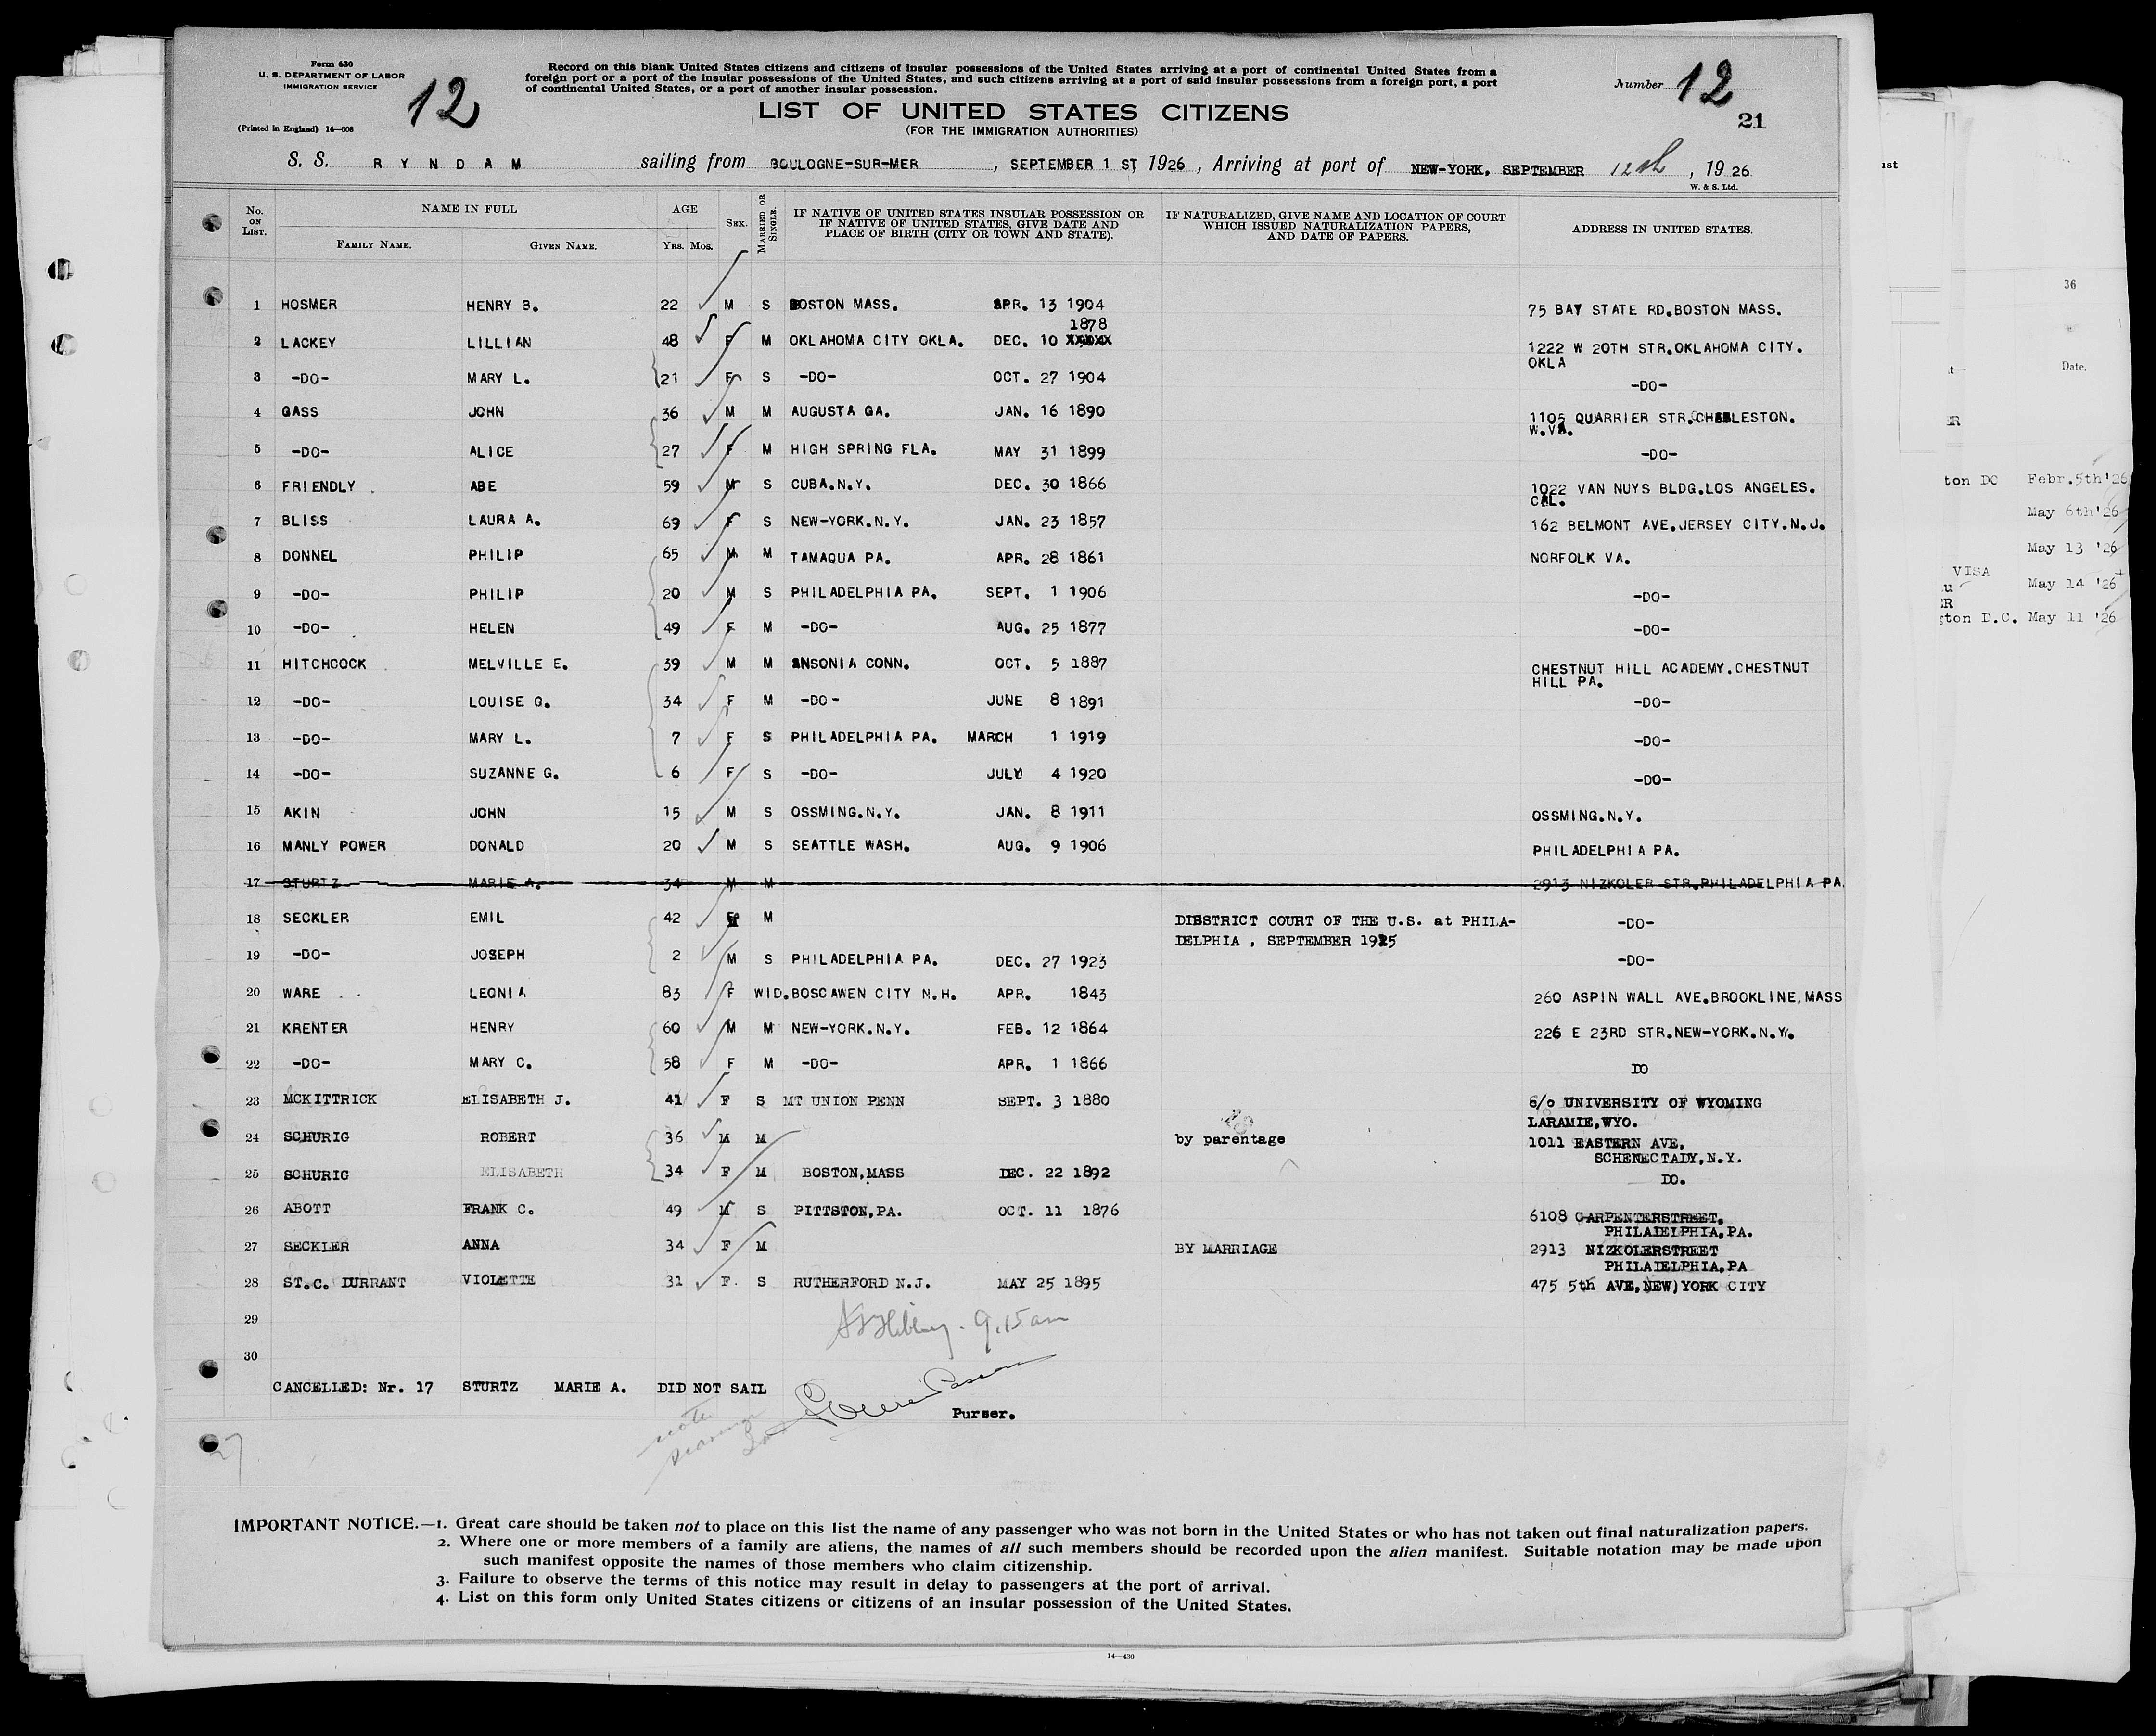 Form 630
U. S. DEPARTMENT OF LABOR
IMMIGRATION SERVICE
(Printed in England) 14—608
12
Record on this blank United States citizens and citizens of insular possessions of the United States arriving at a port of continental United States from a
foreign port or a port of the insular possessions of the United States, and such citizens arriving at a port of said insular possessions from a foreign port, a port
of continental United States, or a port of another insular possession.
LIST OF UNITED STATES CITIZENS
(FOR THE IMMIGRATION AUTHORITIES)
Number 12
21
S. S. RYNDAM sailing from BOULOGNE-SUR-MER, SEPTEMBER 1 ST, 1926, Arriving at port of NEW-YORK. SEPTEMBER 12th, 1926
W. & S. Ltd.
No. ON LIST. NAME IN FULL AGE SEX. MARRIED OR SINGLE. IF NATIVE OF UNITED STATES INSULAR POSSESSION OR IF NATIVE OF UNITED STATES, GIVE DATE AND PLACE OF BIRTH (CITY OR TOWN AND STATE). IF NATURALIZED, GIVE NAME AND LOCATION OF COURT WHICH ISSUED NATURALIZATION PAPERS, AND DATE OF PAPERS. ADDRESS IN UNITED STATES.
FAMILY NAME. GIVEN NAME. YRS. MOS.
1 HOSMER HENRY B. 22 M S BOSTON MASS. APR. 13 1904 75 BAY STATE RD.BOSTON MASS.
1878
2 LACKEY LILLIAN 48 F M OKLAHOMA CITY OKLA. DEC. 10 XXXXX 1222 W 20TH STR.OKLAHOMA CITY.
OKLA
3 -DO- MARY L. 21 F S -DO- OCT. 27 1904 -DO-
4 GASS JOHN 36 M M AUGUSTA GA. JAN. 16 1890 1105 QUARRIER STR.CHARLESTON.
W.VA.
5 -DO- ALICE 27 F M HIGH SPRING FLA. MAY 31 1899 -DO-
6 FRIENDLY ABE 59 M S CUBA.N.Y. DEC. 30 1866 1022 VAN NUYS BLDG.LOS ANGELES.
CAL.
7 BLISS LAURA A. 69 F S NEW-YORK.N.Y. JAN. 23 1857 162 BELMONT AVE.JERSEY CITY.N.J.
8 DONNEL PHILIP 65 M M TAMAQUA PA. APR. 28 1861 NORFOLK VA.
9 -DO- PHILIP 20 M S PHILADELPHIA PA. SEPT. 1 1906 -DO-
10 -DO- HELEN 49 F M -DO- AUG. 25 1877 -DO-
11 HITCHCOCK MELVILLE E. 39 M M ANSONIA CONN. OCT. 5 1887 CHESTNUT HILL ACADEMY.CHESTNUT
HILL PA.
12 -DO- LOUISE G. 34 F M -DO- JUNE 8 1891 -DO-
13 -DO- MARY L. 7 F S PHILADELPHIA PA. MARCH 1 1919 -DO-
14 -DO- SUZANNE G. 6 F S -DO- JULY 4 1920 -DO-
15 AKIN JOHN 15 M S OSSMING.N.Y. JAN. 8 1911 OSSMING.N.Y.
16 MANLY POWER DONALD 20 M S SEATTLE WASH. AUG. 9 1906 PHILADELPHIA PA.
17 STURTZ MARIE A. 34 M M 2913 NIZKOLER STR.PHILADELPHIA PA
18 SECKLER EMIL 42 M M DISSTRICT COURT OF THE U.S. at PHILA- -DO-
DELPHIA , SEPTEMBER 1925
19 -DO- JOSEPH 2 M S PHILADELPHIA PA. DEC. 27 1923 -DO-
20 WARE LEONIA 83 F WID. BOSCAWEN CITY N.H. APR. 1843 260 ASPIN WALL AVE.BROOKLINE,MASS
21 KRENTER HENRY 60 M M NEW-YORK.N.Y. FEB. 12 1864 226 E 23RD STR.NEW-YORK.N.Y.
22 -DO- MARY C. 58 F M -DO- APR. 1 1866 DO
23 MCKITTRICK ELISABETH J. 41 F S MT UNION PENN SEPT. 3 1880 6/o UNIVERSITY OF WYOMING
LARAMIE,WYO.
24 SCHURIG ROBERT 36 M M by parentage 1011 EASTERN AVE,
SCHENECTADY,N.Y.
25 SCHURIG ELISABETH 34 F M BOSTON,MASS DEC. 22 1892 DO.
26 ABOTT FRANK C. 49 M S PITTSTON,PA. OCT. 11 1876 6108 CARPENTERSTREET,
PHILADELPHIA,PA.
27 SECKLER ANNA 34 F M BY MARRIAGE 2913 NIZKOLERSTREET
PHILADELPHIA,PA
28 ST.C. DURRANT VIOLETTE 31 F. S RUTHERFORD N.J. MAY 25 1895 475 5th AVE,NEW)YORK CITY
29
9.15 am
30
CANCELLED: Nr. 17 STURTZ MARIE A. DID NOT SAIL
Purser.
27
IMPORTANT NOTICE.—1. Great care should be taken not to place on this list the name of any passenger who was not born in the United States or who has not taken out final naturalization papers.
2. Where one or more members of a family are aliens, the names of all such members should be recorded upon the alien manifest. Suitable notation may be made upon
such manifest opposite the names of those members who claim citizenship.
3. Failure to observe the terms of this notice may result in delay to passengers at the port of arrival.
4. List on this form only United States citizens or citizens of an insular possession of the United States.
14—430
36
Date.
ton DC Febr.5th'26
May 6th'26
May 13 '26
VISA
May 14 '26
ER
gton D.C. May 11 '26